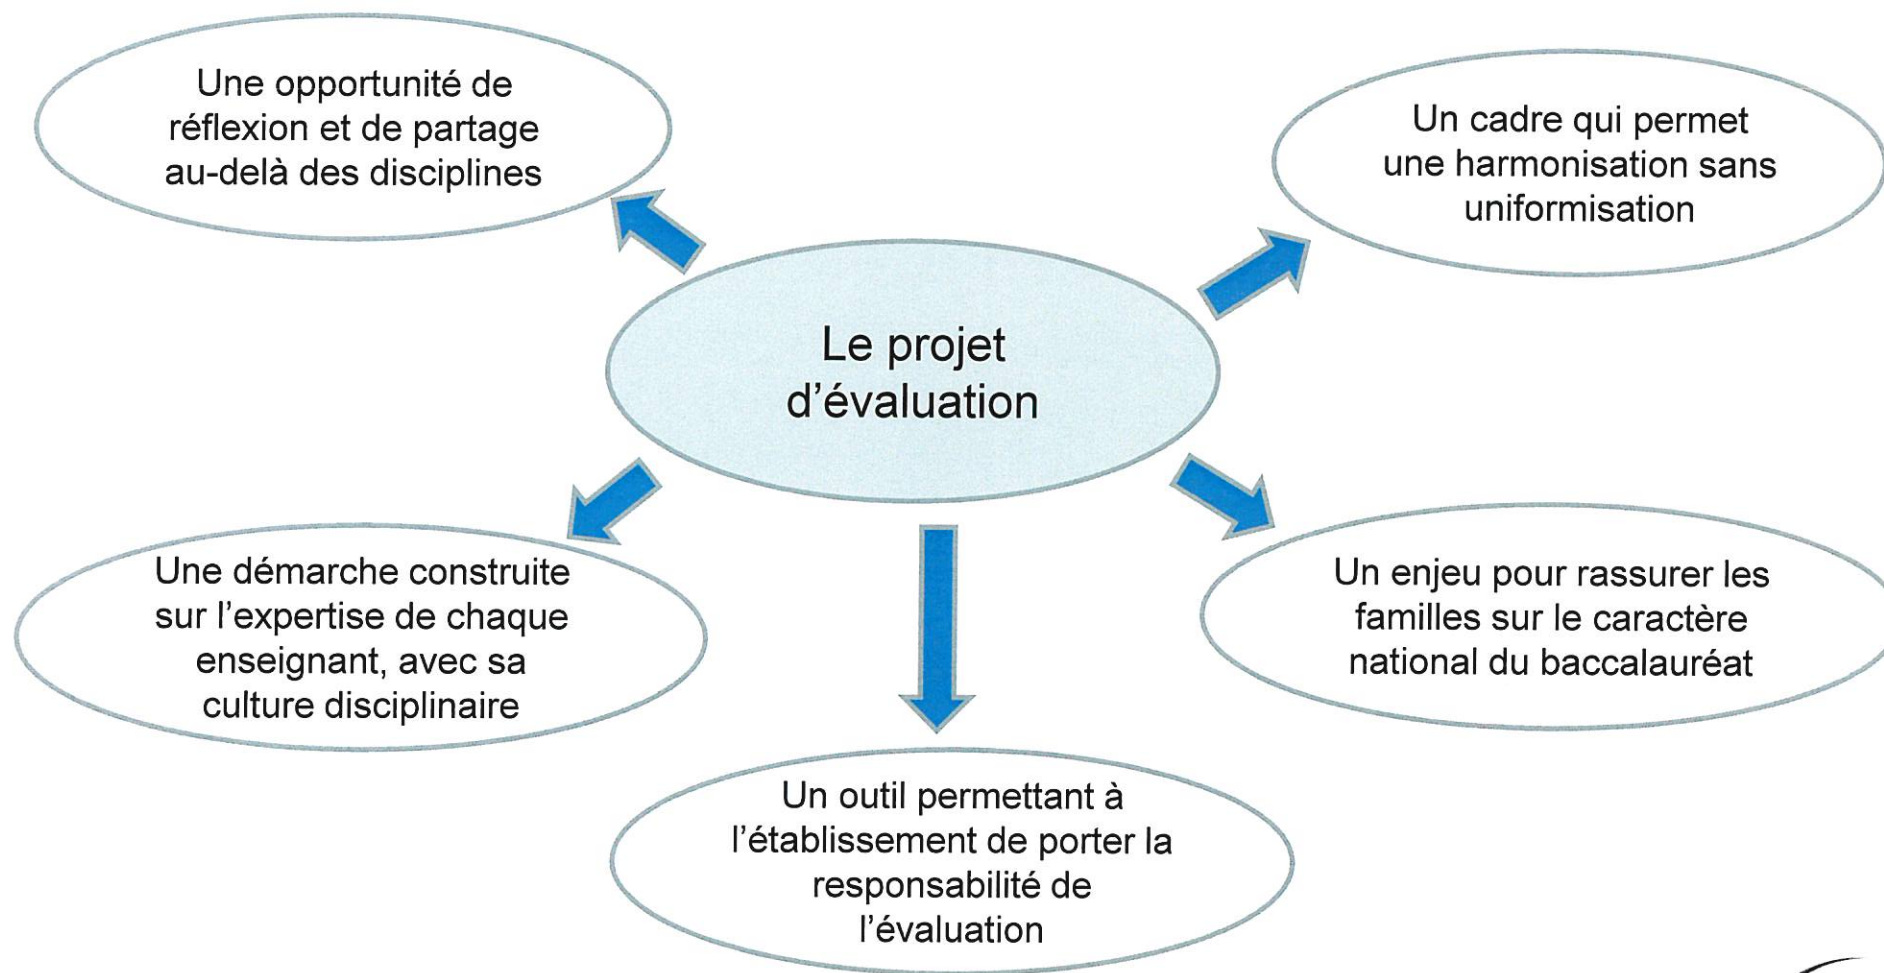 Une opportunité de
réflexion et de partage
au-delà des disciplines
Un cadre qui permet
une harmonisation sans
uniformisation
Le projet
d’évaluation
Une démarche construite
sur l’expertise de chaque
enseignant, avec sa
culture disciplinaire
Un enjeu pour rassurer les
familles sur le caractère
national du baccalauréat
Un outil permettant à
l’établissement de porter la
responsabilité de
l’évaluation